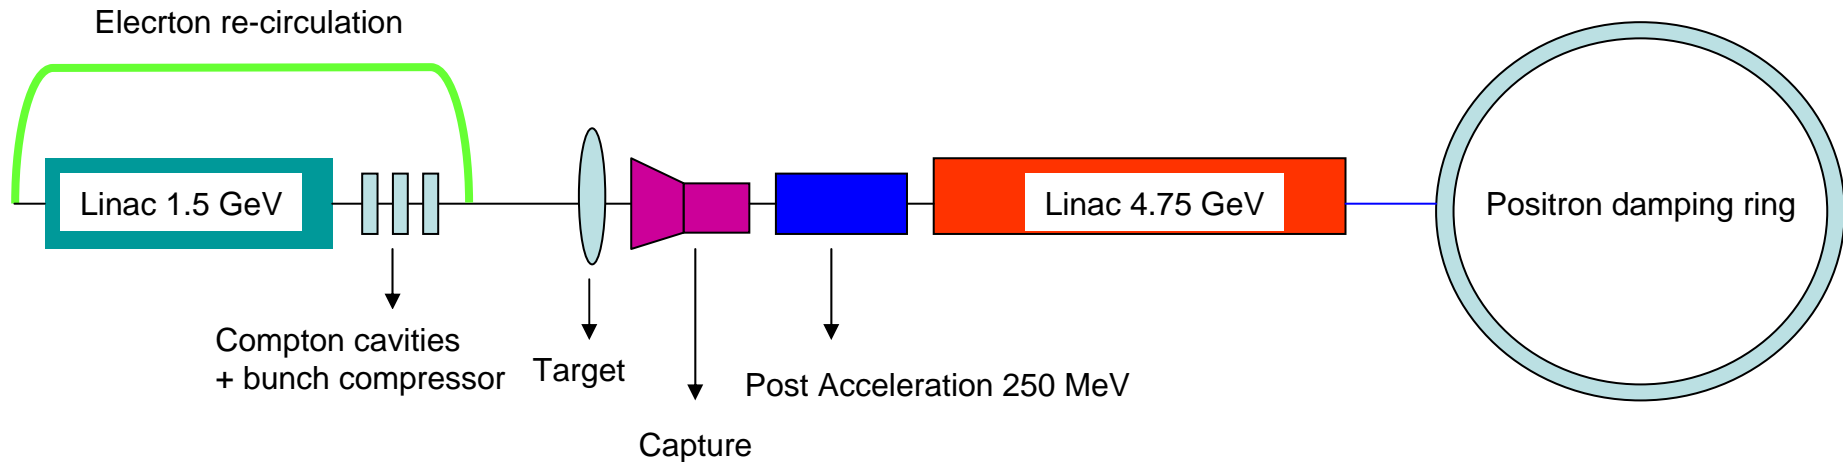 Elecrton re-circulation
Linac 1.5 GeV
Linac 4.75 GeV
Positron damping ring
Compton cavities
+ bunch compressor
Target
Post Acceleration 250 MeV
Capture